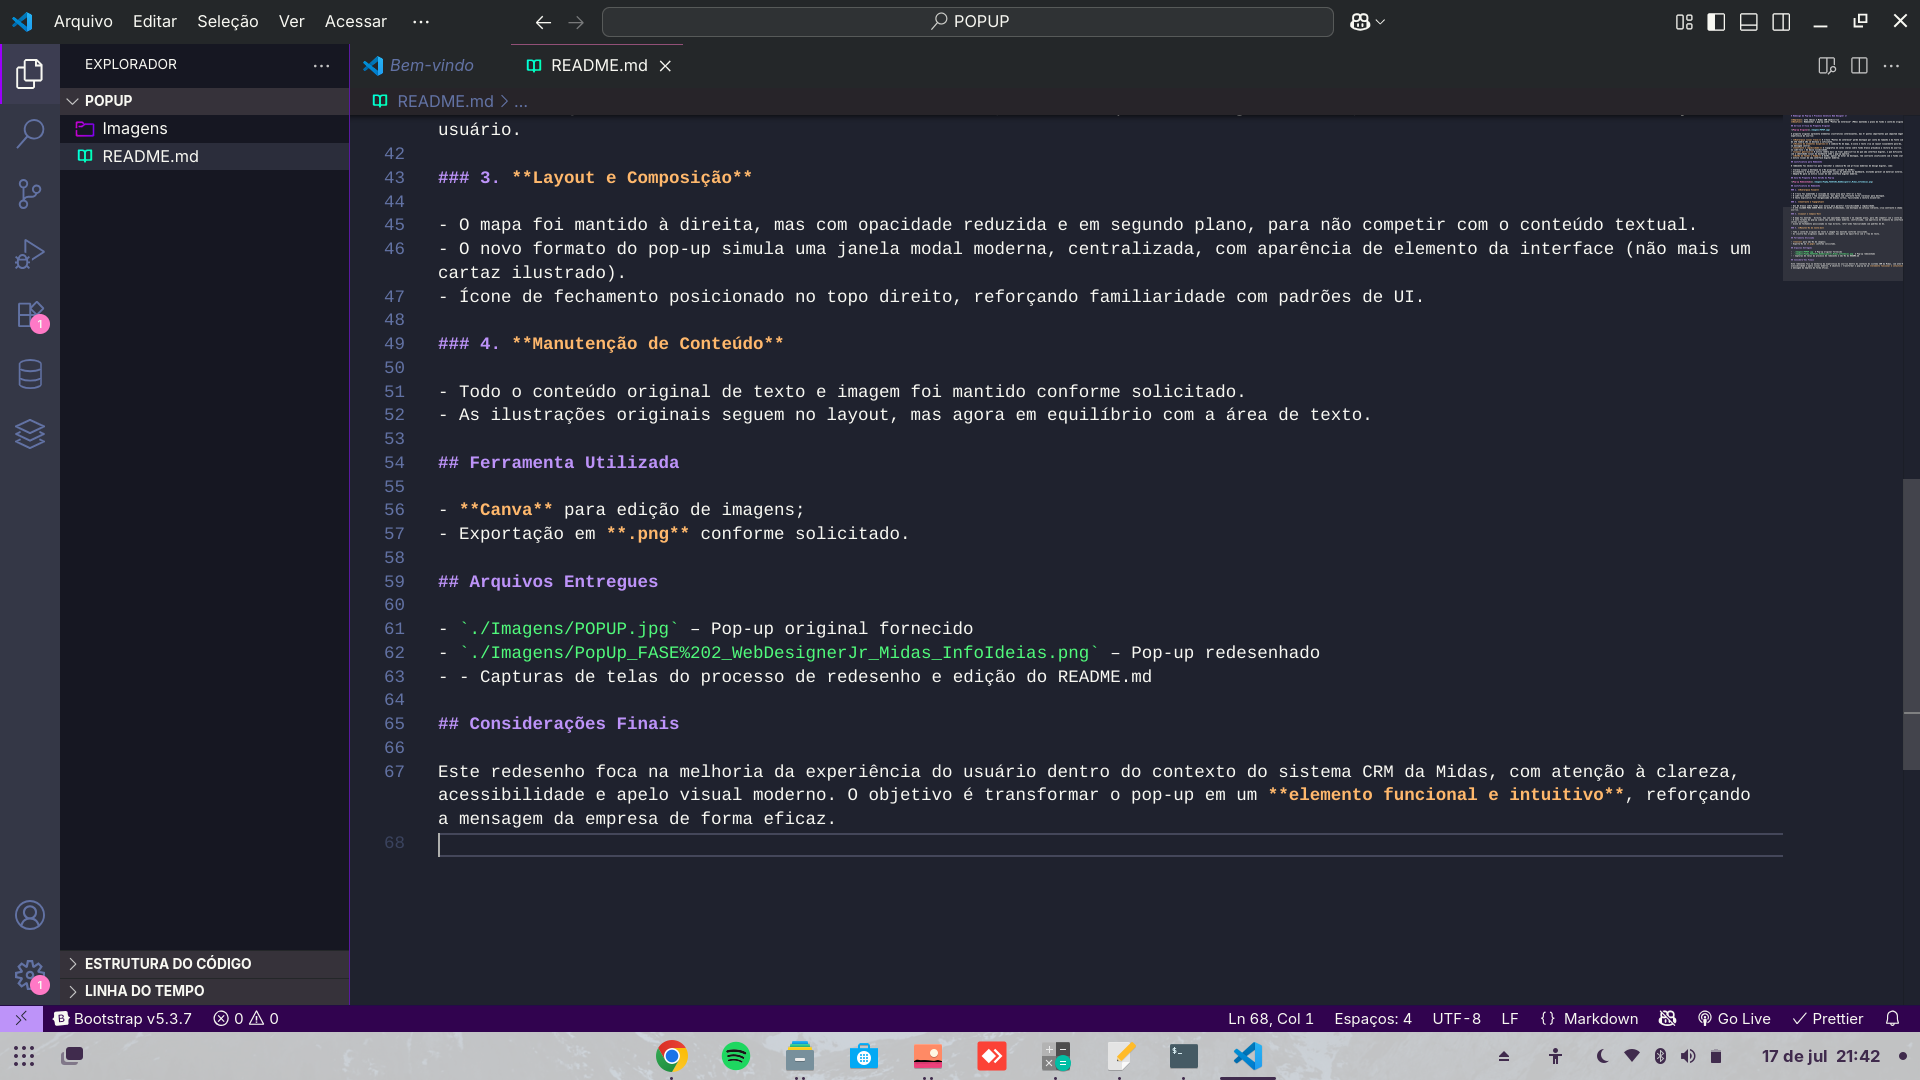 Arquivo Editar Seleção Ver Acessar ··· POPUP
EXPLORADOR ···
POPUP
Imagens
README.md
1
1
ESTRUTURA DO CÓDIGO
LINHA DO TEMPO
Bem-vindo README.md
README.md > ...
usuário.
42
43 ### 3. **Layout e Composição**
44
45 - O mapa foi mantido à direita, mas com opacidade reduzida e em segundo plano, para não competir com o conteúdo textual.
46 - O novo formato do pop-up simula uma janela modal moderna, centralizada, com aparência de elemento da interface (não mais um
cartaz ilustrado).
47 - Ícone de fechamento posicionado no topo direito, reforçando familiaridade com padrões de UI.
48
49 ### 4. **Manutenção de Conteúdo**
50
51 - Todo o conteúdo original de texto e imagem foi mantido conforme solicitado.
52 - As ilustrações originais seguem no layout, mas agora em equilíbrio com a área de texto.
53
54 ## Ferramenta Utilizada
55
56 - **Canva** para edição de imagens;
57 - Exportação em **.png** conforme solicitado.
58
59 ## Arquivos Entregues
60
61 - `./Imagens/POPUP.jpg` – Pop-up original fornecido
62 - `./Imagens/PopUp_FASE%202_WebDesignerJr_Midas_InfoIdeias.png` – Pop-up redesenhado
63 - - Capturas de telas do processo de redesenho e edição do README.md
64
65 ## Considerações Finais
66
67 Este redesenho foca na melhoria da experiência do usuário dentro do contexto do sistema CRM da Midas, com atenção à clareza,
acessibilidade e apelo visual moderno. O objetivo é transformar o pop-up em um **elemento funcional e intuitivo**, reforçando
a mensagem da empresa de forma eficaz.
68
Bootstrap v5.3.7 0 0 Ln 68, Col 1 Espaços: 4 UTF-8 LF {} Markdown Go Live Prettier
17 de jul 21:42